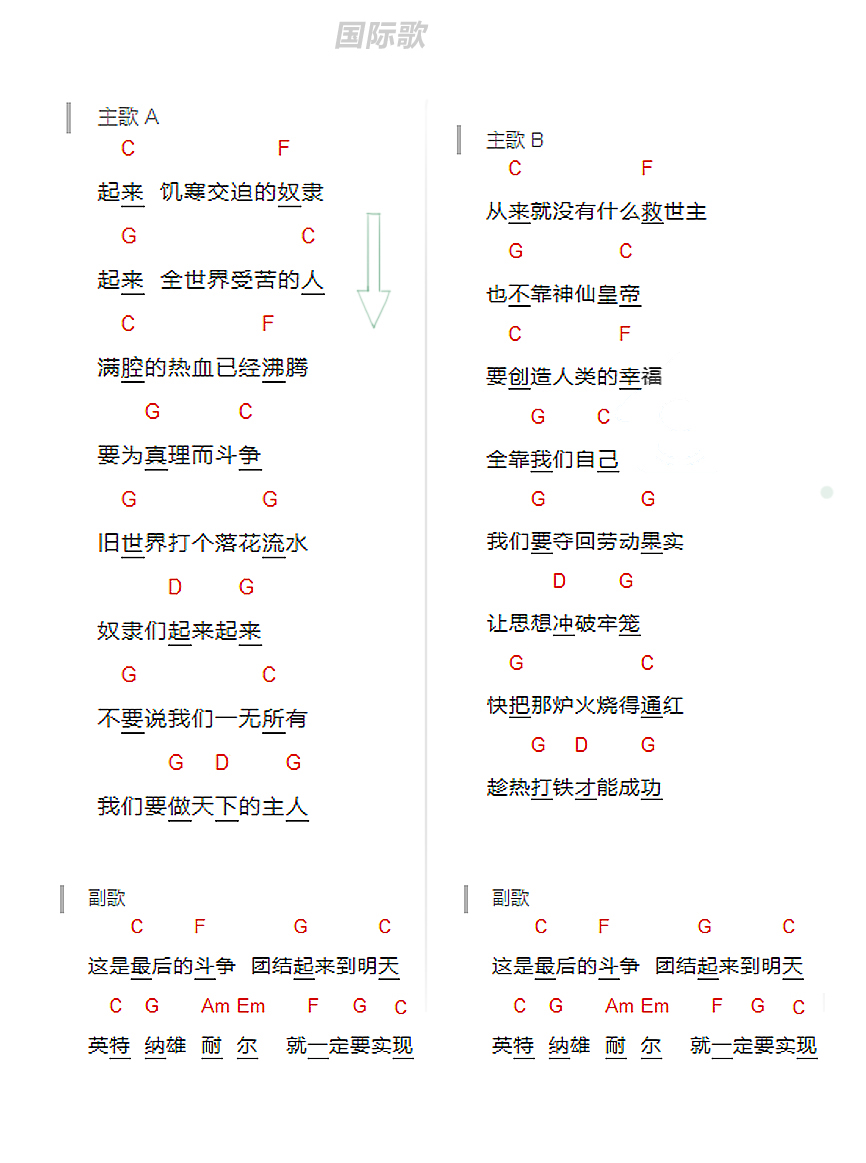 国际歌
主歌 A
C F
起来 饥寒交迫的奴隶
G C
起来 全世界受苦的人
C F
满腔的热血已经沸腾
G C
要为真理而斗争
G G
旧世界打个落花流水
D G
奴隶们起来起来
G C
不要说我们一无所有
G D G
我们要做天下的主人
副歌
C F G C
这是最后的斗争 团结起来到明天
C G Am Em F G C
英特 纳雄 耐 尔 就一定要实现
主歌 B
C F
从来就没有什么救世主
G C
也不靠神仙皇帝
C F
要创造人类的幸福
G C
全靠我们自己
G G
我们要夺回劳动果实
D G
让思想冲破牢笼
G C
快把那炉火烧得通红
G D G
趁热打铁才能成功
副歌
C F G C
这是最后的斗争 团结起来到明天
C G Am Em F G C
英特 纳雄 耐 尔 就一定要实现